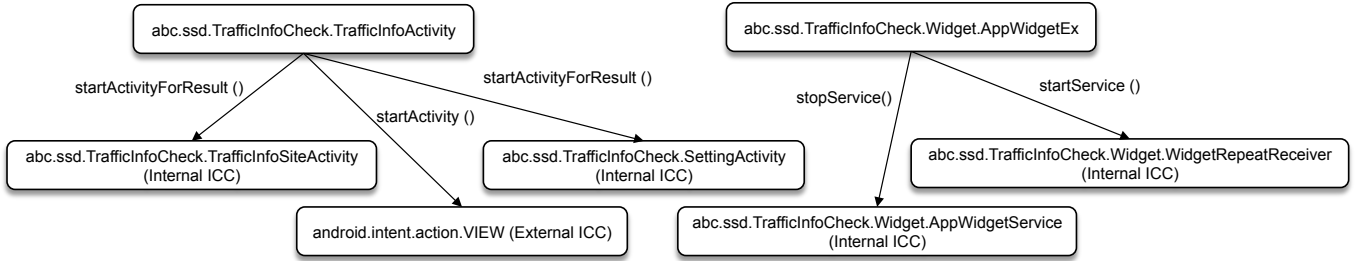 abc.ssd.TrafficInfoCheck.TrafficInfoActivity
abc.ssd.TrafficInfoCheck.Widget.AppWidgetEx
startActivityForResult ()
startActivityForResult ()
startActivity ()
stopService()
startService ()
abc.ssd.TrafficInfoCheck.TrafficInfoSiteActivity
(Internal ICC)
abc.ssd.TrafficInfoCheck.SettingActivity
(Internal ICC)
abc.ssd.TrafficInfoCheck.Widget.WidgetRepeatReceiver
(Internal ICC)
android.intent.action.VIEW (External ICC)
abc.ssd.TrafficInfoCheck.Widget.AppWidgetService
(Internal ICC)